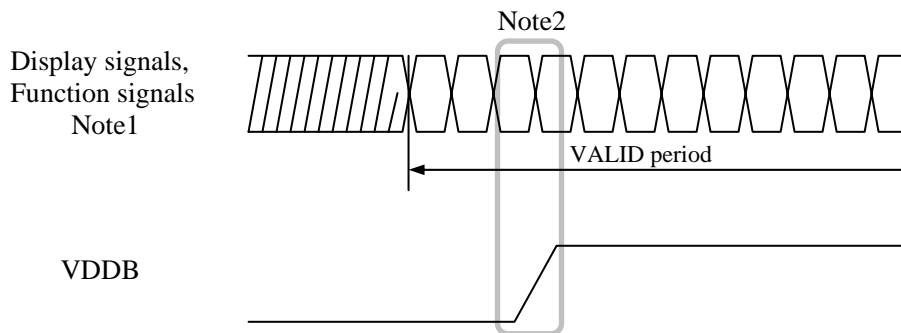 Note2
Display signals,
Function signals
Note1
VALID period
VDDB